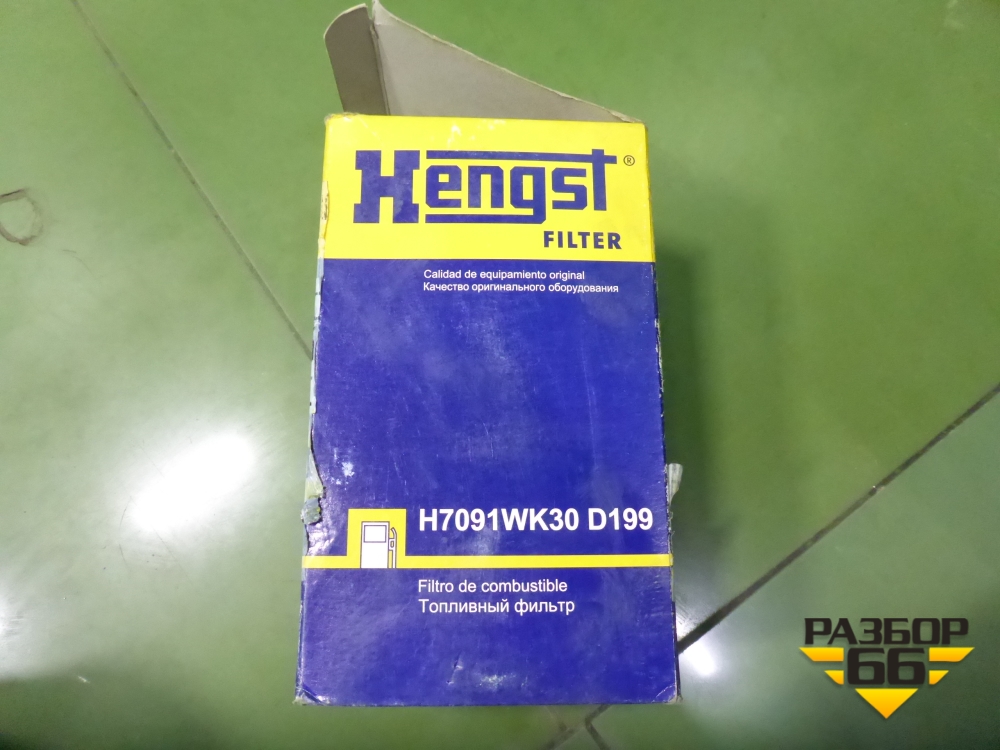 Hengst®
FILTER
Calidad de equipamiento original
Качество оригинального оборудования
H7091WK30 D199
Filtro de combustible
Топливный фильтр
РАЗБОР
66